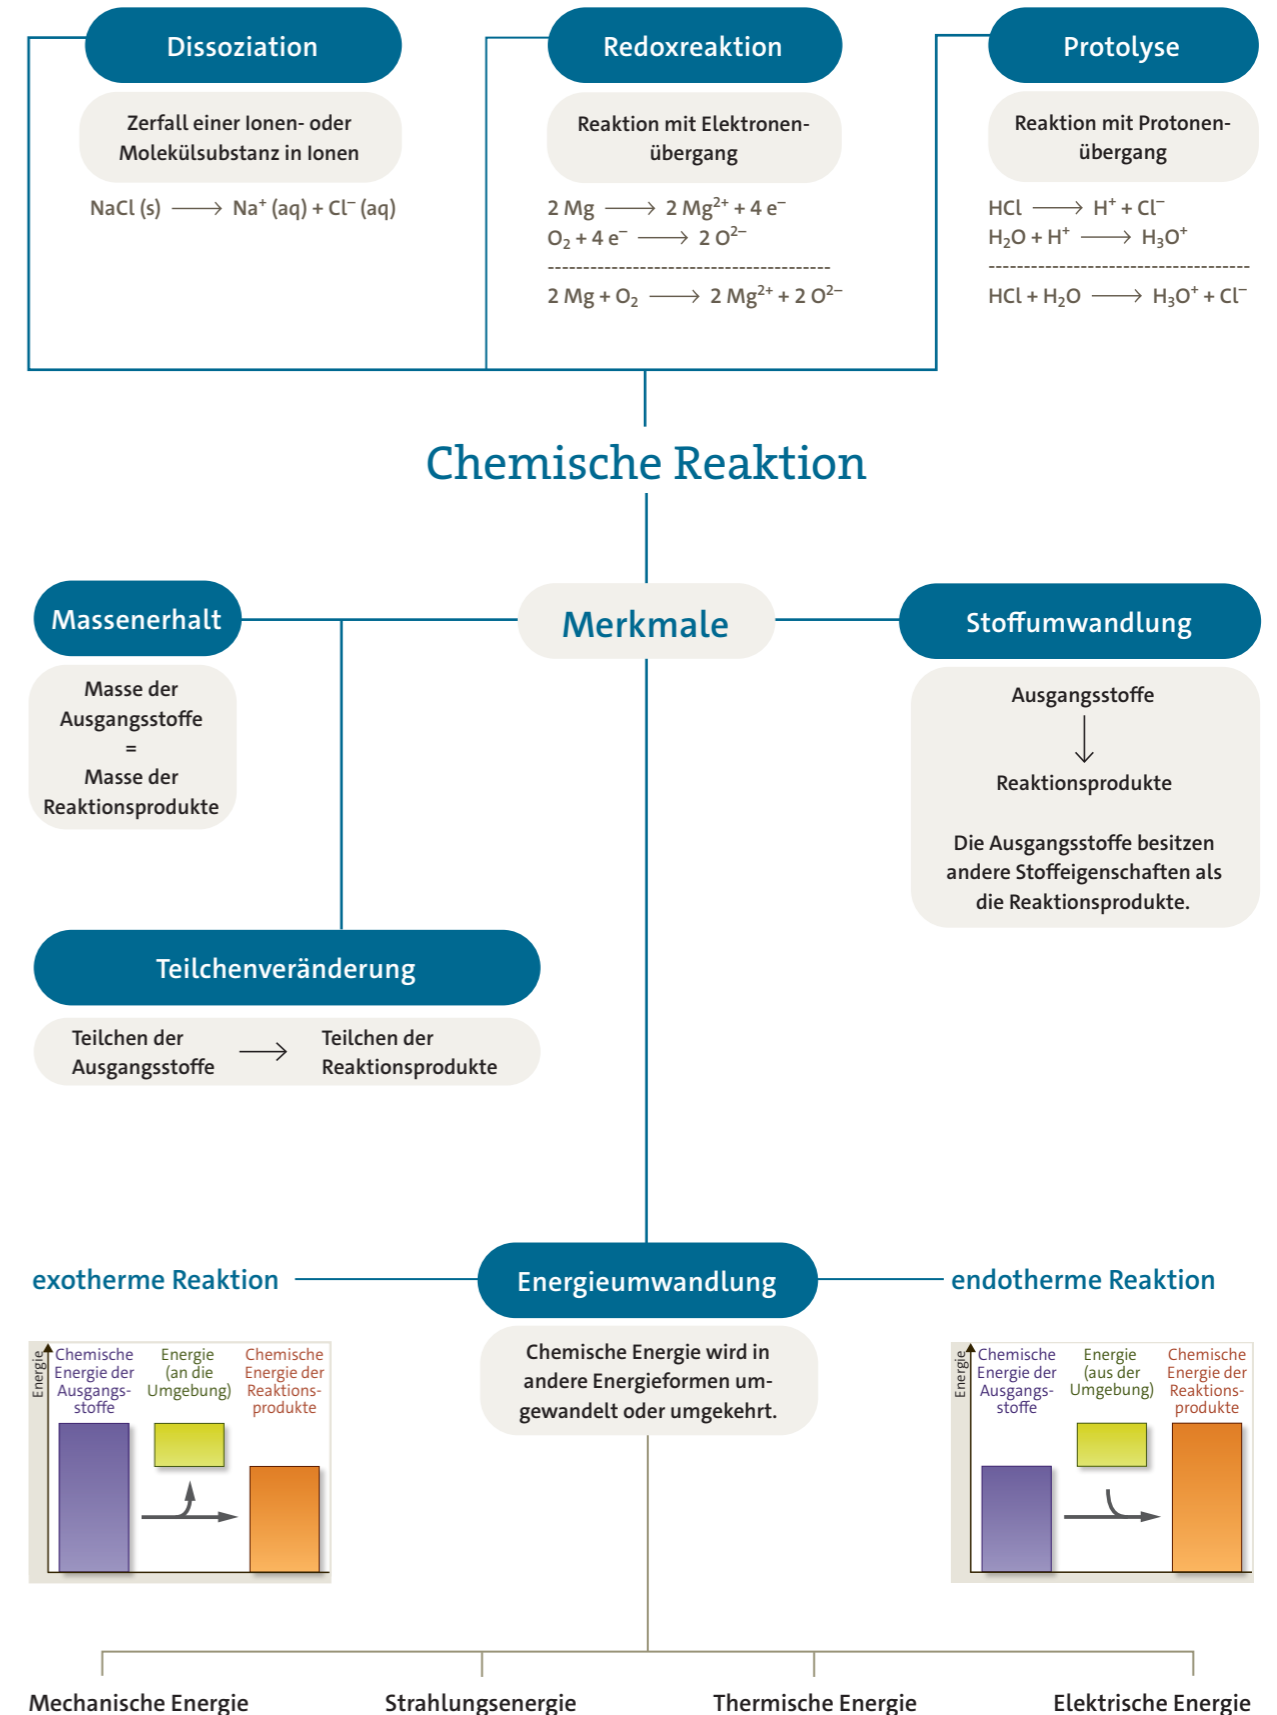 Dissoziation
Zerfall einer Ionen- oder
Molekülsubstanz in Ionen
NaCl (s) ⟶ Na⁺ (aq) + Cl⁻ (aq)
Redoxreaktion
Reaktion mit Elektronen-
übergang
2 Mg ⟶ 2 Mg²⁺ + 4 e⁻
O₂ + 4 e⁻ ⟶ 2 O²⁻
----------------------------------------
2 Mg + O₂ ⟶ 2 Mg²⁺ + 2 O²⁻
Protolyse
Reaktion mit Protonen-
übergang
HCl ⟶ H⁺ + Cl⁻
H₂O + H⁺ ⟶ H₃O⁺
-------------------------------------
HCl + H₂O ⟶ H₃O⁺ + Cl⁻
Chemische Reaktion
Merkmale
Massenerhalt
Masse der
Ausgangsstoffe
=
Masse der
Reaktionsprodukte
Stoffumwandlung
Ausgangsstoffe
↓
Reaktionsprodukte
Die Ausgangsstoffe besitzen
andere Stoffeigenschaften als
die Reaktionsprodukte.
Teilchenveränderung
Teilchen der
Ausgangsstoffe
⟶
Teilchen der
Reaktionsprodukte
exotherme Reaktion
Energieumwandlung
endotherme Reaktion
Chemische Energie wird in
andere Energieformen um-
gewandelt oder umgekehrt.
Energie
Chemische
Energie der
Ausgangs-
stoffe
Energie
(an die
Umgebung)
Chemische
Energie der
Reaktions-
produkte
Energie
Chemische
Energie der
Ausgangs-
stoffe
Energie
(aus der
Umgebung)
Chemische
Energie der
Reaktions-
produkte
Mechanische Energie
Strahlungsenergie
Thermische Energie
Elektrische Energie